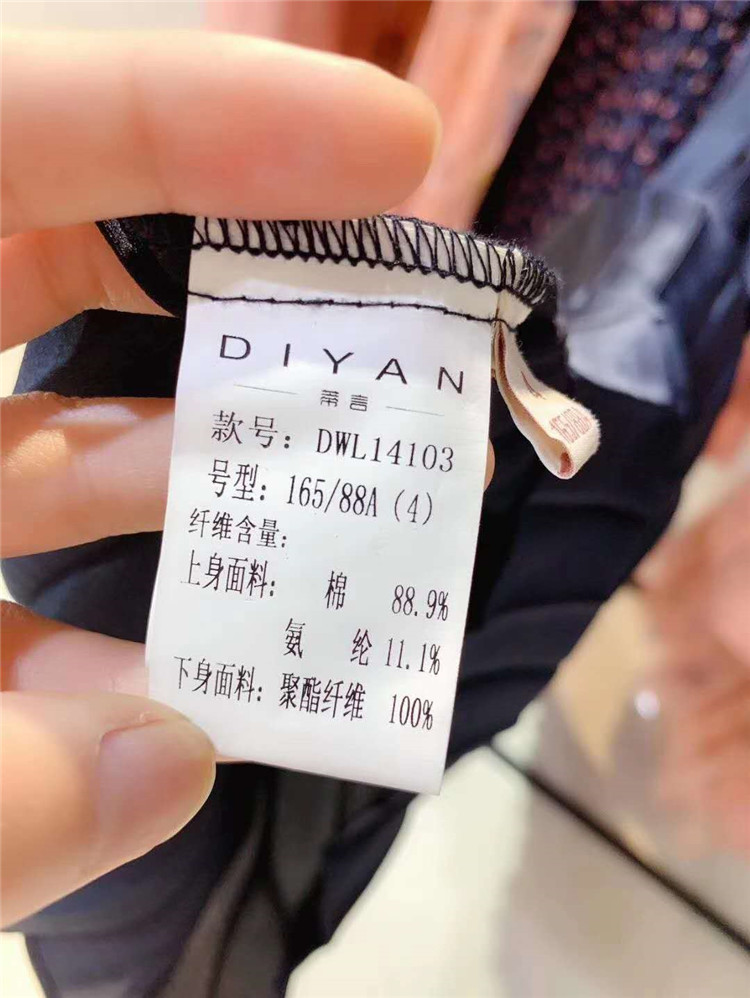 DIYAN
蒂言
款号: DWL14103
号型: 165/88A (4)
纤维含量:
上身面料: 棉 88.9%
氨纶 11.1%
下身面料: 聚酯纤维 100%